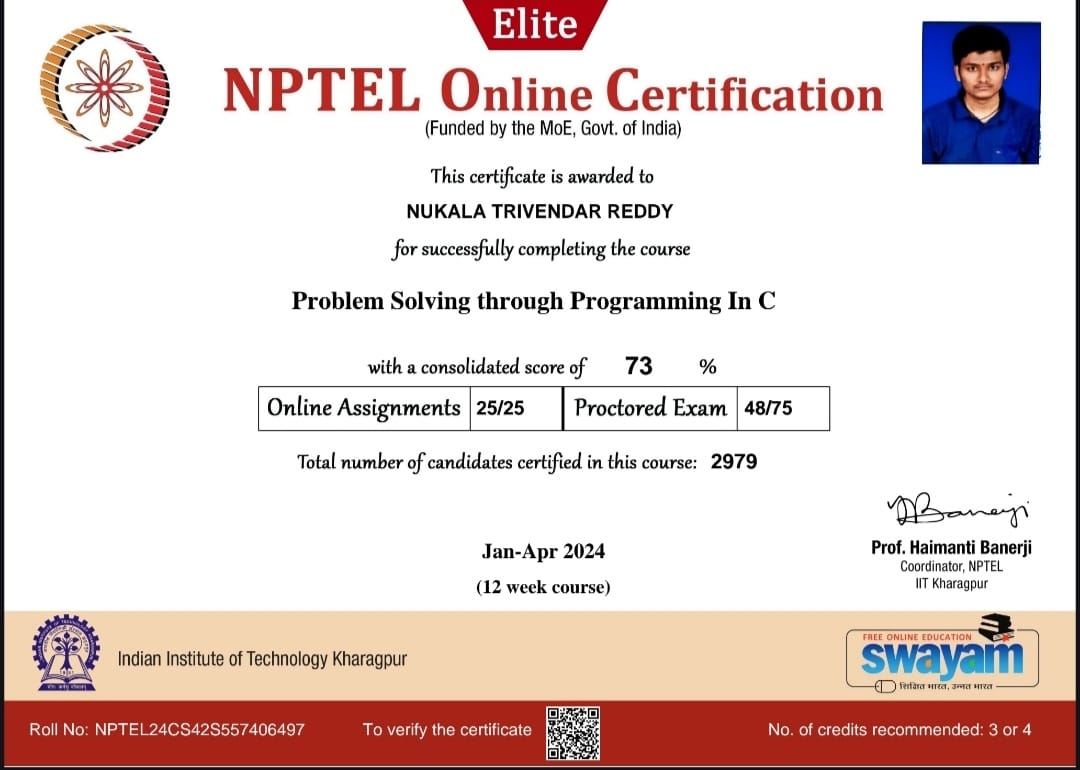 Elite
NPTEL Online Certification
(Funded by the MoE, Govt. of India)
This certificate is awarded to
NUKALA TRIVENDAR REDDY
for successfully completing the course
Problem Solving through Programming In C
with a consolidated score of 73 %
Online Assignments 25/25 Proctored Exam 48/75
Total number of candidates certified in this course: 2979
Jan-Apr 2024
(12 week course)
Banerji
Prof. Haimanti Banerji
Coordinator, NPTEL
IIT Kharagpur
Indian Institute of Technology Kharagpur
FREE ONLINE EDUCATION
swayam
शिक्षित भारत, उन्नत भारत
Roll No: NPTEL24CS42S557406497
To verify the certificate
No. of credits recommended: 3 or 4